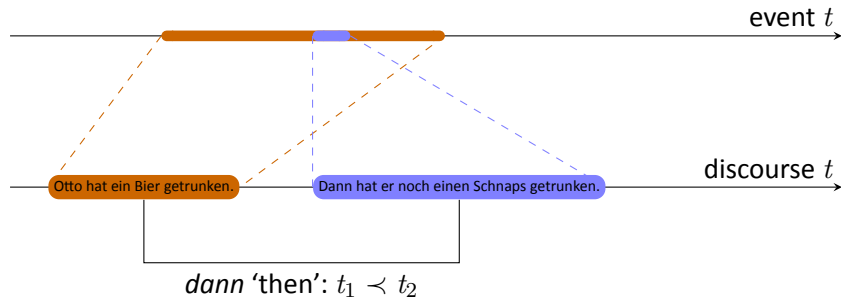 event t
Otto hat ein Bier getrunken.
Dann hat er noch einen Schnaps getrunken.
discourse t
dann ‘then’: t₁ ≺ t₂